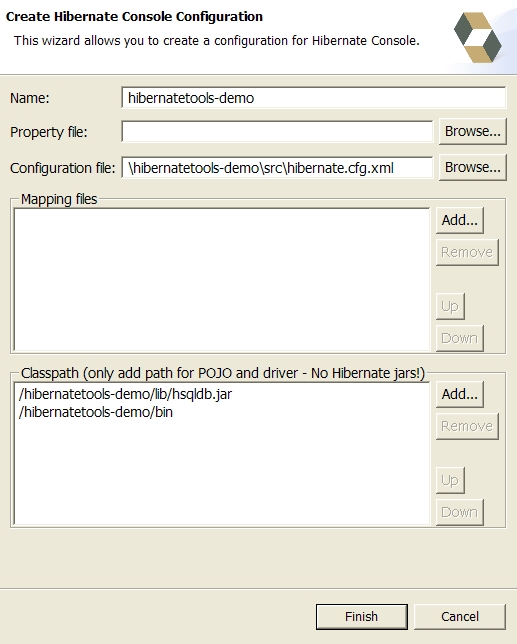 Create Hibernate Console Configuration
This wizard allows you to create a configuration for Hibernate Console.
Name: hibernatetools-demo
Property file: Browse...
Configuration file: \hibernatetools-demo\src\hibernate.cfg.xml Browse...
Mapping files
Add...
Remove
Up
Down
Classpath (only add path for POJO and driver - No Hibernate jars!)
/hibernatetools-demo/lib/hsqldb.jar
/hibernatetools-demo/bin
Add...
Remove
Up
Down
Finish Cancel